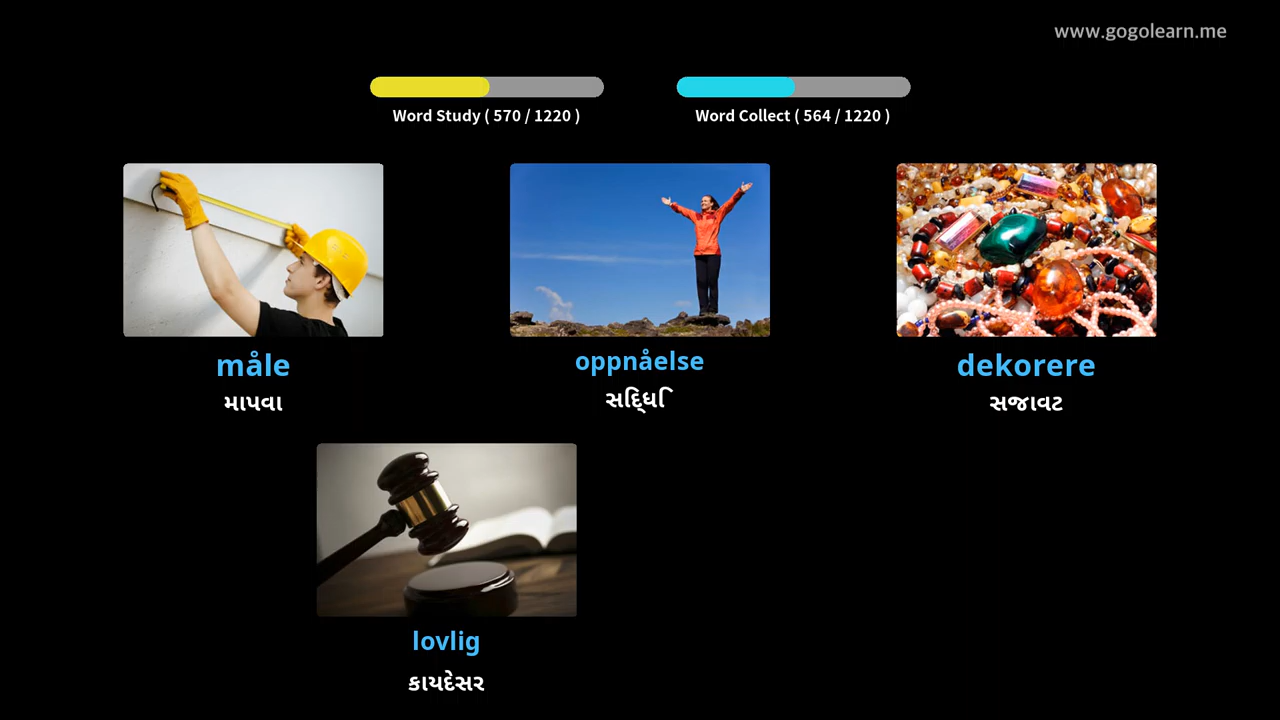 www.gogolearn.me
Word Study ( 570 / 1220 )
Word Collect ( 564 / 1220 )
måle
માપવા
oppnåelse
સિદ્ધિ
dekorere
સજાવટ
lovlig
કાયદેસર